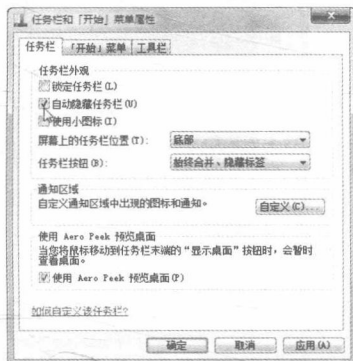 任务栏和「开始」菜单属性
任务栏 「开始」菜单 工具栏
任务栏外观
锁定任务栏(L)
自动隐藏任务栏(U)
使用小图标(I)
屏幕上的任务栏位置(T): 底部
任务栏按钮(B): 始终合并、隐藏标签
通知区域
自定义通知区域中出现的图标和通知。 自定义(C)...
使用 Aero Peek 预览桌面
当您将鼠标移动到任务栏末端的“显示桌面”按钮时，会暂时
查看桌面。
使用 Aero Peek 预览桌面(P)
如何自定义该任务栏?
确定 取消 应用(A)